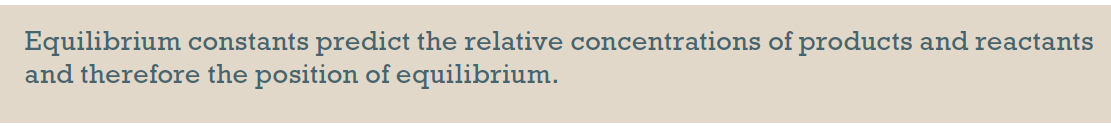 Equilibrium constants predict the relative concentrations of products and reactants
and therefore the position of equilibrium.